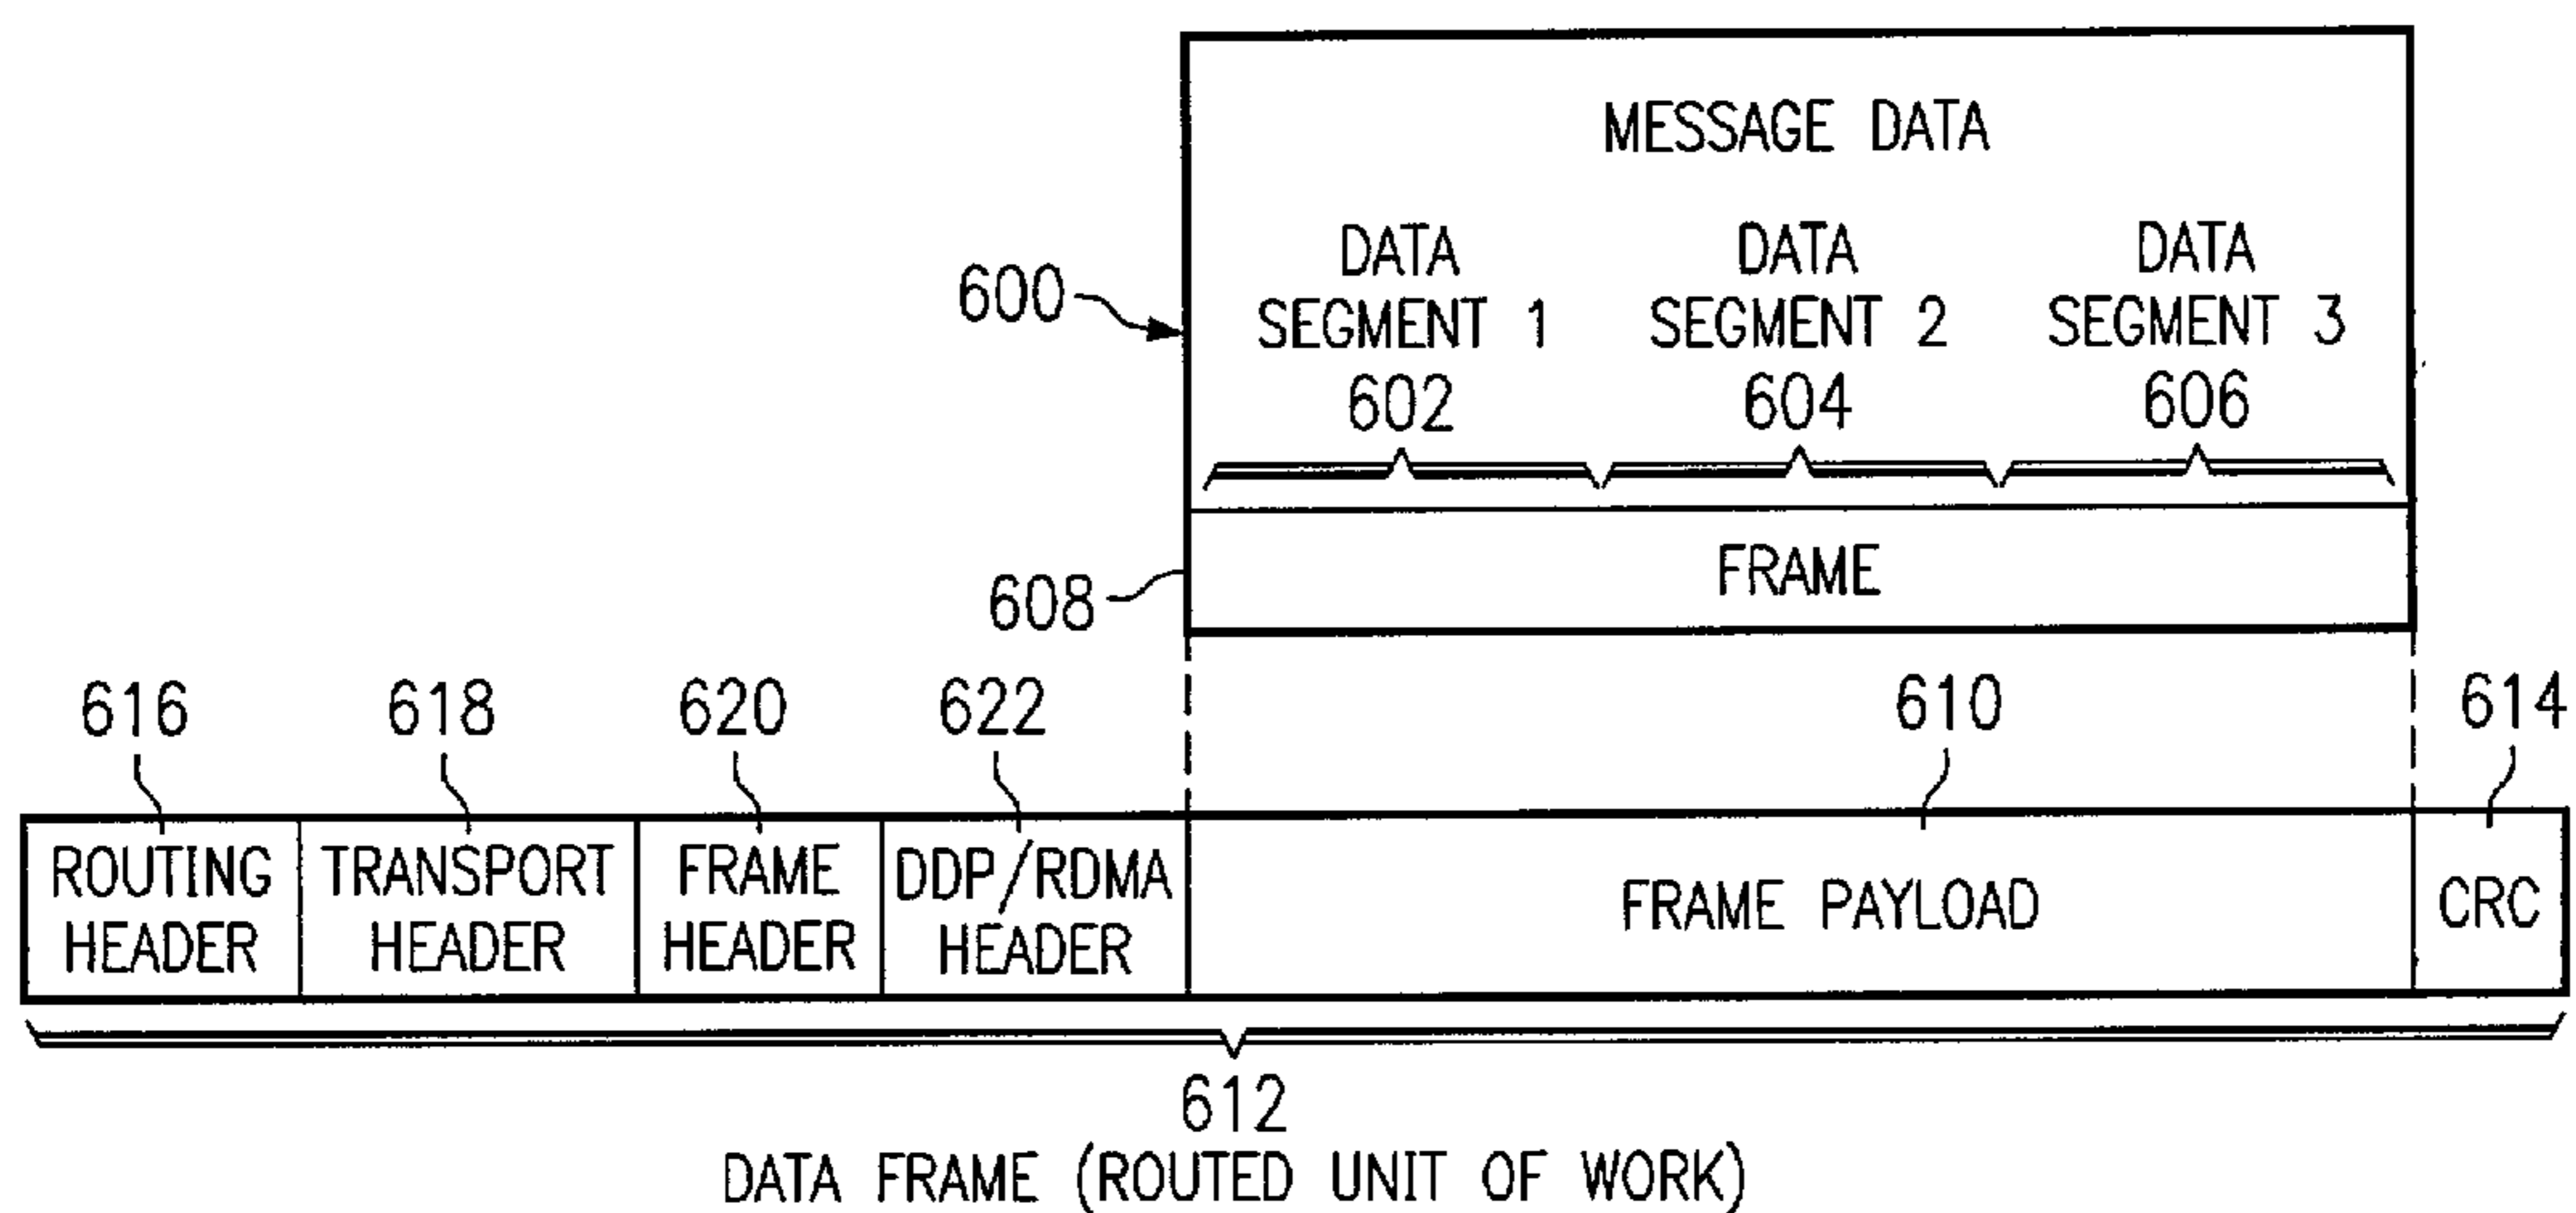 MESSAGE DATA
DATA SEGMENT 1
602
DATA SEGMENT 2
604
DATA SEGMENT 3
606
600
FRAME
608
616
618
620
622
610
614
ROUTING HEADER
TRANSPORT HEADER
FRAME HEADER
DDP/RDMA HEADER
FRAME PAYLOAD
CRC
612
DATA FRAME (ROUTED UNIT OF WORK)